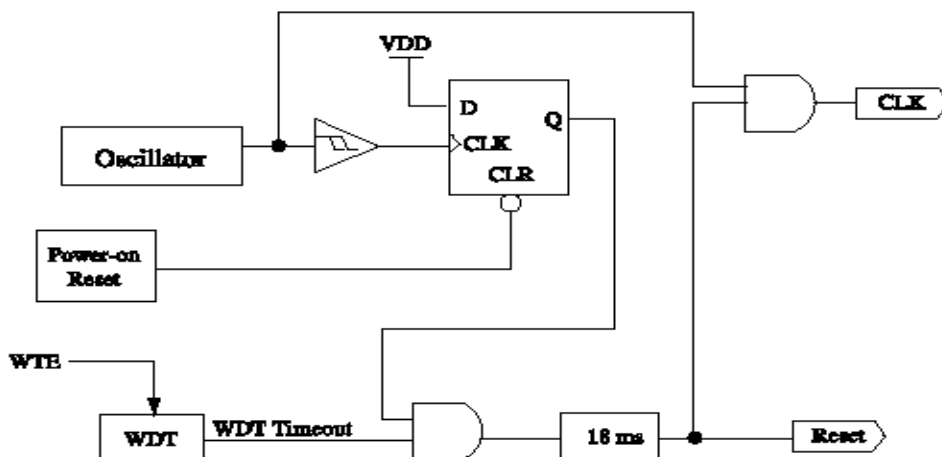 VDD
D
Q
CLK
CLK
Oscillator
CLR
Power-on
Reset
WTE
WDT
WDT Timeout
18 ms
Reset